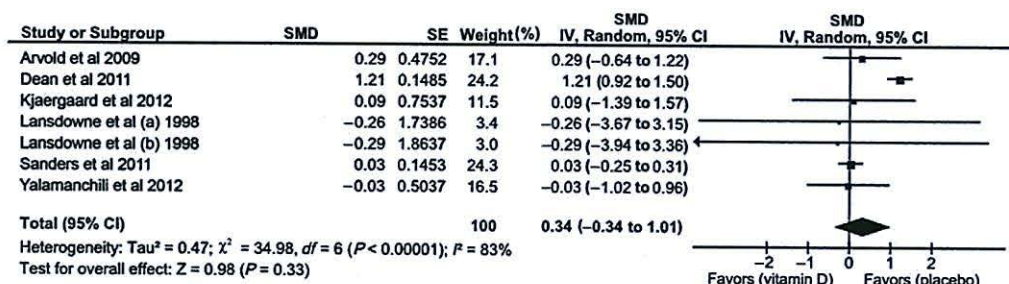 SMD SMD
Study or Subgroup SMD SE Weight(%) IV, Random, 95% CI IV, Random, 95% CI
Arvold et al 2009 0.29 0.4752 17.1 0.29 (−0.64 to 1.22)
Dean et al 2011 1.21 0.1485 24.2 1.21 (0.92 to 1.50)
Kjaergaard et al 2012 0.09 0.7537 11.5 0.09 (−1.39 to 1.57)
Lansdowne et al (a) 1998 −0.26 1.7386 3.4 −0.26 (−3.67 to 3.15)
Lansdowne et al (b) 1998 −0.29 1.8637 3.0 −0.29 (−3.94 to 3.36)
Sanders et al 2011 0.03 0.1453 24.3 0.03 (−0.25 to 0.31)
Yalamanchili et al 2012 −0.03 0.5037 16.5 −0.03 (−1.02 to 0.96)
Total (95% CI) 100 0.34 (−0.34 to 1.01)
Heterogeneity: Tau² = 0.47; χ² = 34.98, df = 6 (P < 0.00001); I² = 83%
Test for overall effect: Z = 0.98 (P = 0.33)
−2 −1 0 1 2
Favors (vitamin D) Favors (placebo)